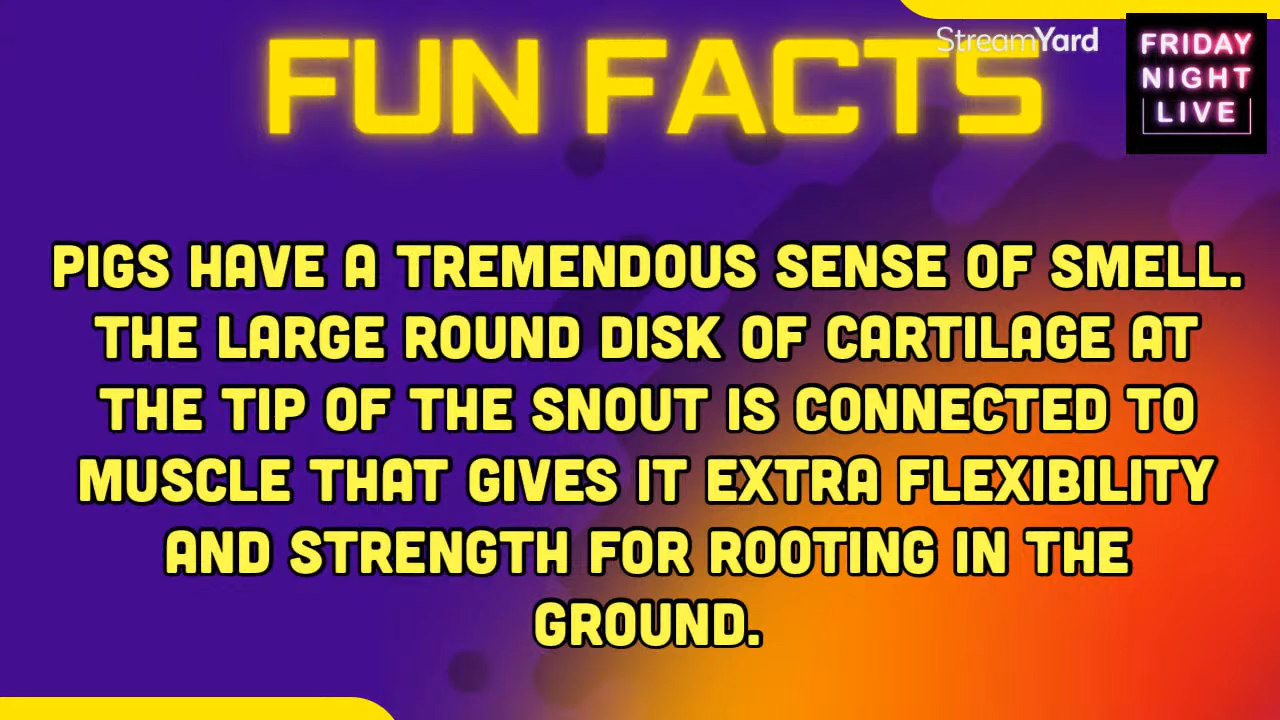 FUN FACTS
StreamYard
FRIDAY
NIGHT
LIVE
PIGS HAVE A TREMENDOUS SENSE OF SMELL.
THE LARGE ROUND DISK OF CARTILAGE AT
THE TIP OF THE SNOUT IS CONNECTED TO
MUSCLE THAT GIVES IT EXTRA FLEXIBILITY
AND STRENGTH FOR ROOTING IN THE
GROUND.